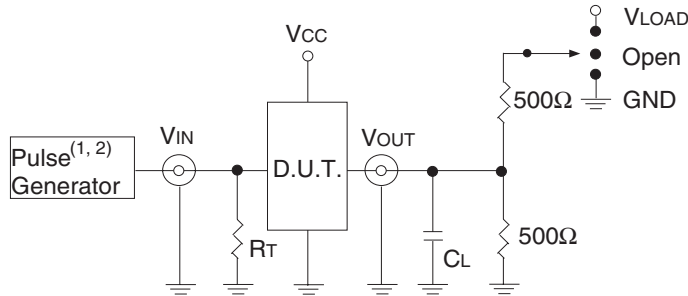 VLOAD
VCC
Open
500Ω
GND
VIN
VOUT
Pulse(1, 2)
Generator
D.U.T.
RT
CL
500Ω